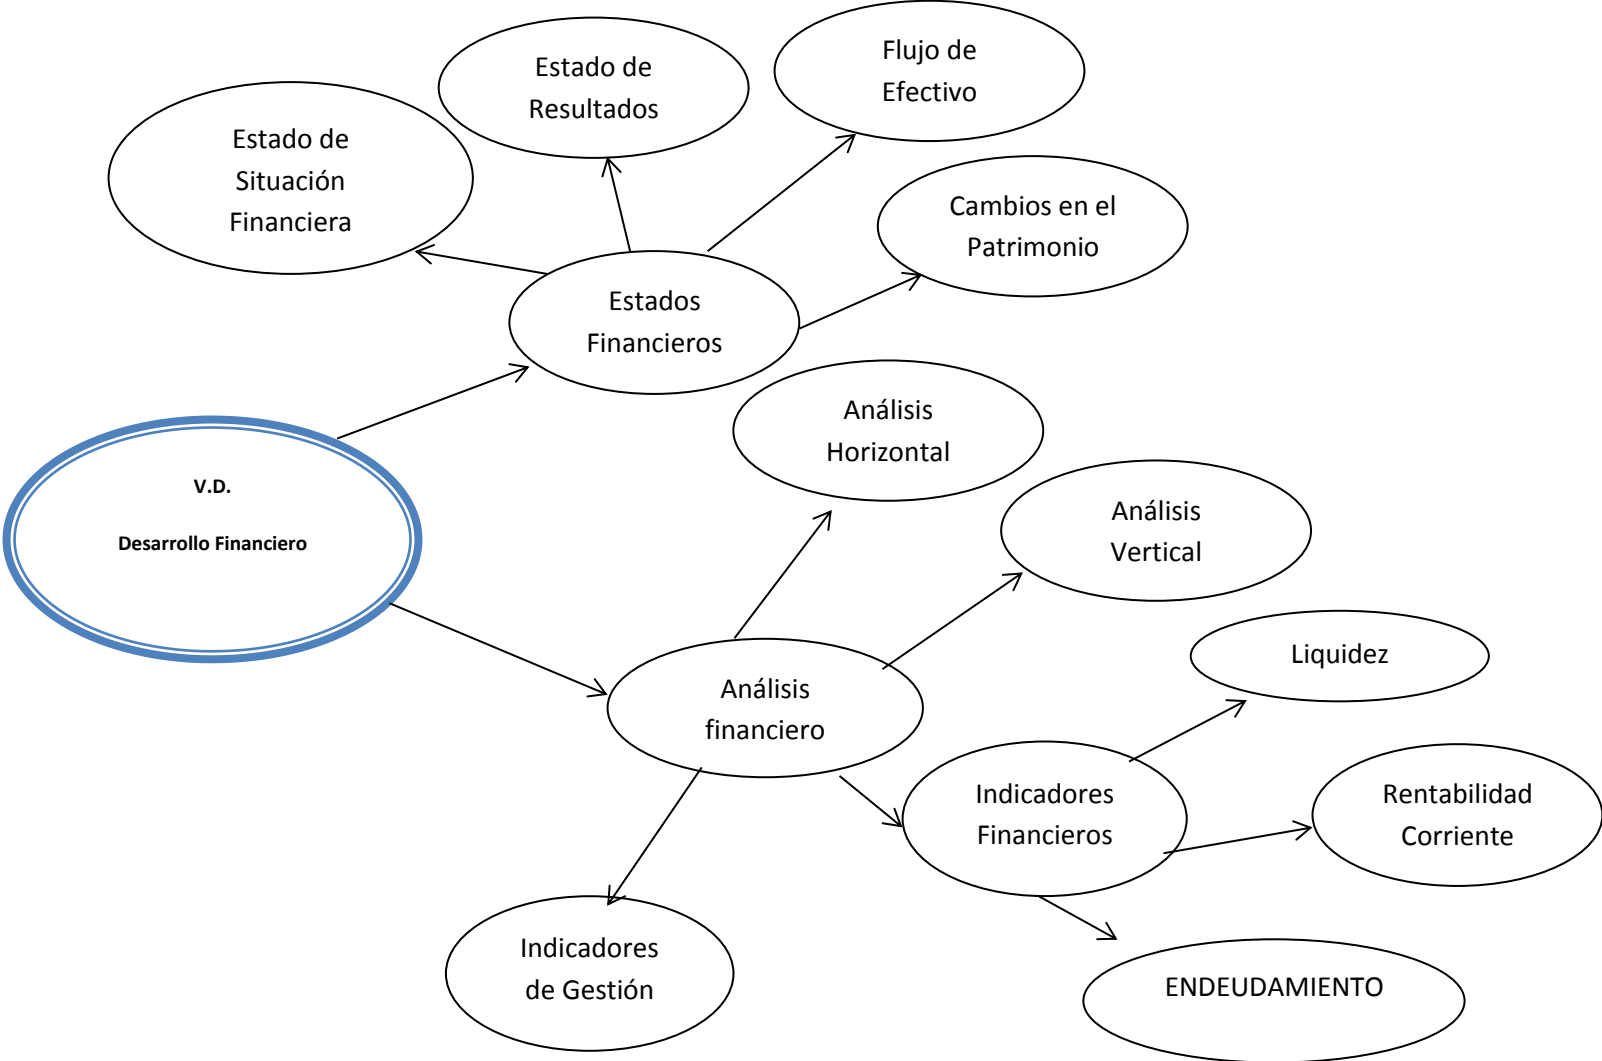 Flujo de
Efectivo
Estado de
Resultados
Estado de
Situación
Financiera
Cambios en el
Patrimonio
Estados
Financieros
Análisis
Horizontal
V.D.
Desarrollo Financiero
Análisis
Vertical
Liquidez
Análisis
financiero
Indicadores
Financieros
Rentabilidad
Corriente
Indicadores
de Gestión
ENDEUDAMIENTO